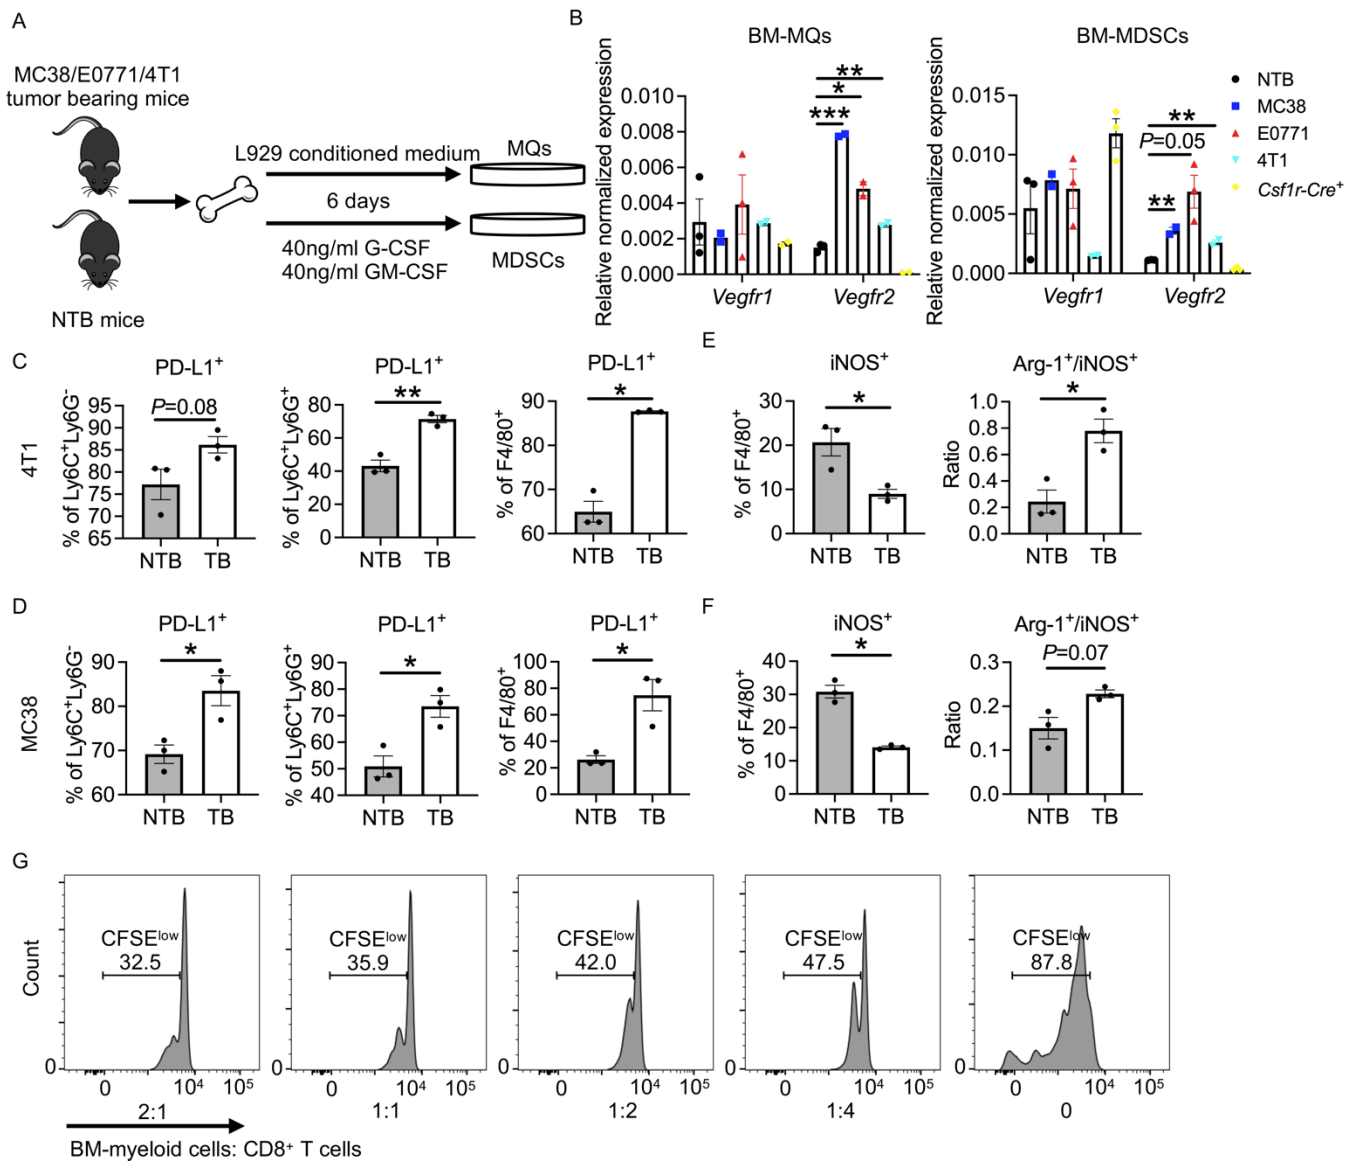 A
MC38/E0771/4T1
tumor bearing mice
NTB mice
L929 conditioned medium
6 days
40ng/ml G-CSF
40ng/ml GM-CSF
MQs
MDSCs
B
BM-MQs
Relative normalized expression
0.010
0.008
0.006
0.004
0.002
0.000
***
*
**
Vegfr1
Vegfr2
BM-MDSCs
Relative normalized expression
0.015
0.010
0.005
0.000
**
P=0.05
**
Vegfr1
Vegfr2
NTB
MC38
E0771
4T1
Csf1r-Cre⁺
C
4T1
PD-L1⁺
% of Ly6C⁺Ly6G⁻
95
90
85
80
75
70
65
P=0.08
NTB
TB
PD-L1⁺
% of Ly6C⁺Ly6G⁺
80
60
40
20
0
**
NTB
TB
PD-L1⁺
% of F4/80⁺
90
80
70
60
*
NTB
TB
E
iNOS⁺
% of F4/80⁺
30
20
10
0
*
NTB
TB
Arg-1⁺/iNOS⁺
Ratio
1.0
0.8
0.6
0.4
0.2
0.0
*
NTB
TB
D
MC38
PD-L1⁺
% of Ly6C⁺Ly6G⁻
90
80
70
60
*
NTB
TB
PD-L1⁺
% of Ly6C⁺Ly6G⁺
90
80
70
60
50
40
*
NTB
TB
PD-L1⁺
% of F4/80⁺
100
80
60
40
20
0
*
NTB
TB
F
iNOS⁺
% of F4/80⁺
40
30
20
10
0
*
NTB
TB
Arg-1⁺/iNOS⁺
P=0.07
Ratio
0.3
0.2
0.1
0.0
NTB
TB
G
Count
CFSEˡᵒʷ
32.5
0
0 10⁴ 10⁵
2:1
CFSEˡᵒʷ
35.9
0
0 10⁴ 10⁵
1:1
CFSEˡᵒʷ
42.0
0
0 10⁴ 10⁵
1:2
CFSEˡᵒʷ
47.5
0
0 10⁴ 10⁵
1:4
CFSEˡᵒʷ
87.8
0
0 10⁴ 10⁵
0
BM-myeloid cells: CD8⁺ T cells